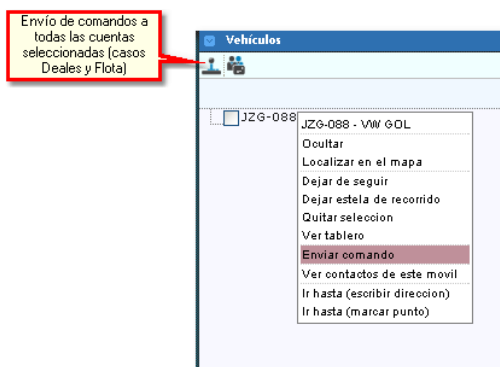 Envío de comandos a
todas las cuentas
seleccionadas (casos
Deales y Flota)
Vehículos
JZG-088
JZG-088 - VW GOL
Ocultar
Localizar en el mapa
Dejar de seguir
Dejar estela de recorrido
Quitar seleccion
Ver tablero
Enviar comando
Ver contactos de este movil
Ir hasta (escribir direccion)
Ir hasta (marcar punto)